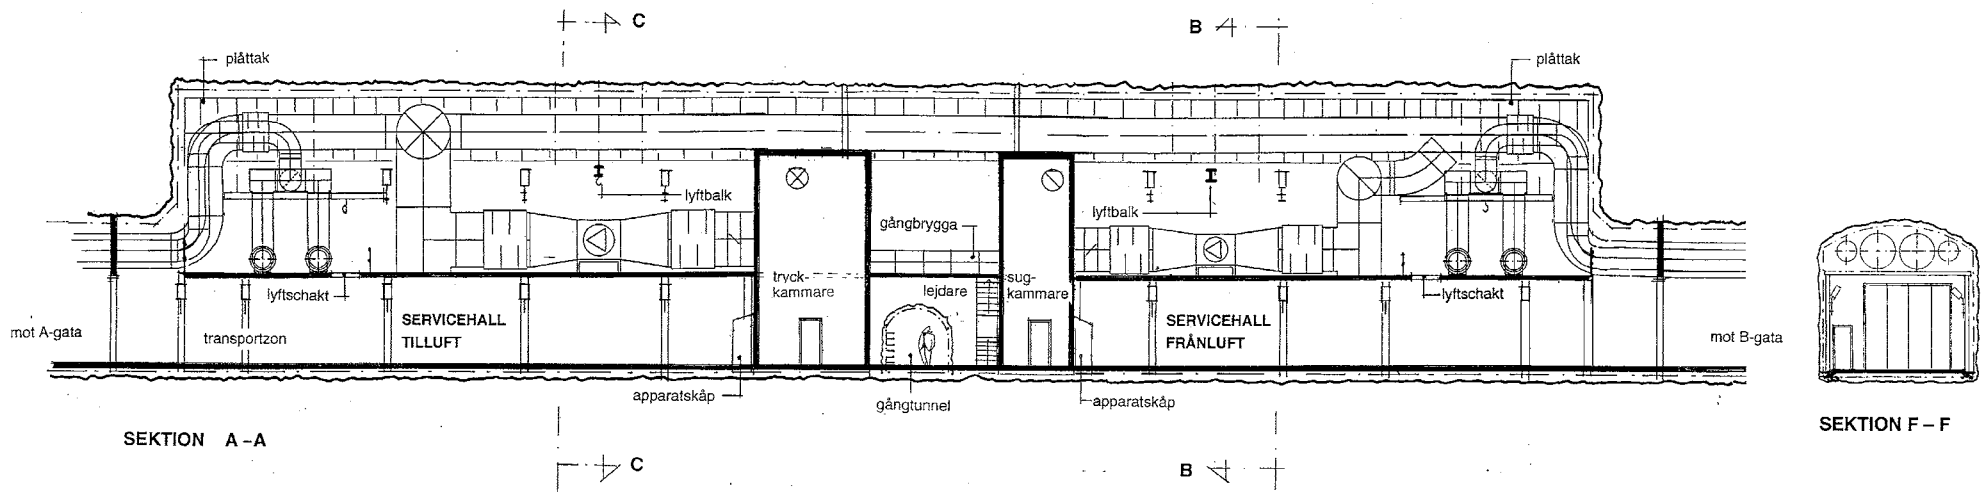 C
B
plåttak
plåttak
lyftbalk
lyftbalk
gångbrygga
tryck-
kammare
lejdare
sug-
kammare
lyftschakt
lyftschakt
mot A-gata
transportzon
SERVICEHALL
TILLUFT
SERVICEHALL
FRÅNLUFT
mot B-gata
apparatskåp
gångtunnel
apparatskåp
SEKTION A – A
SEKTION F – F
C
B